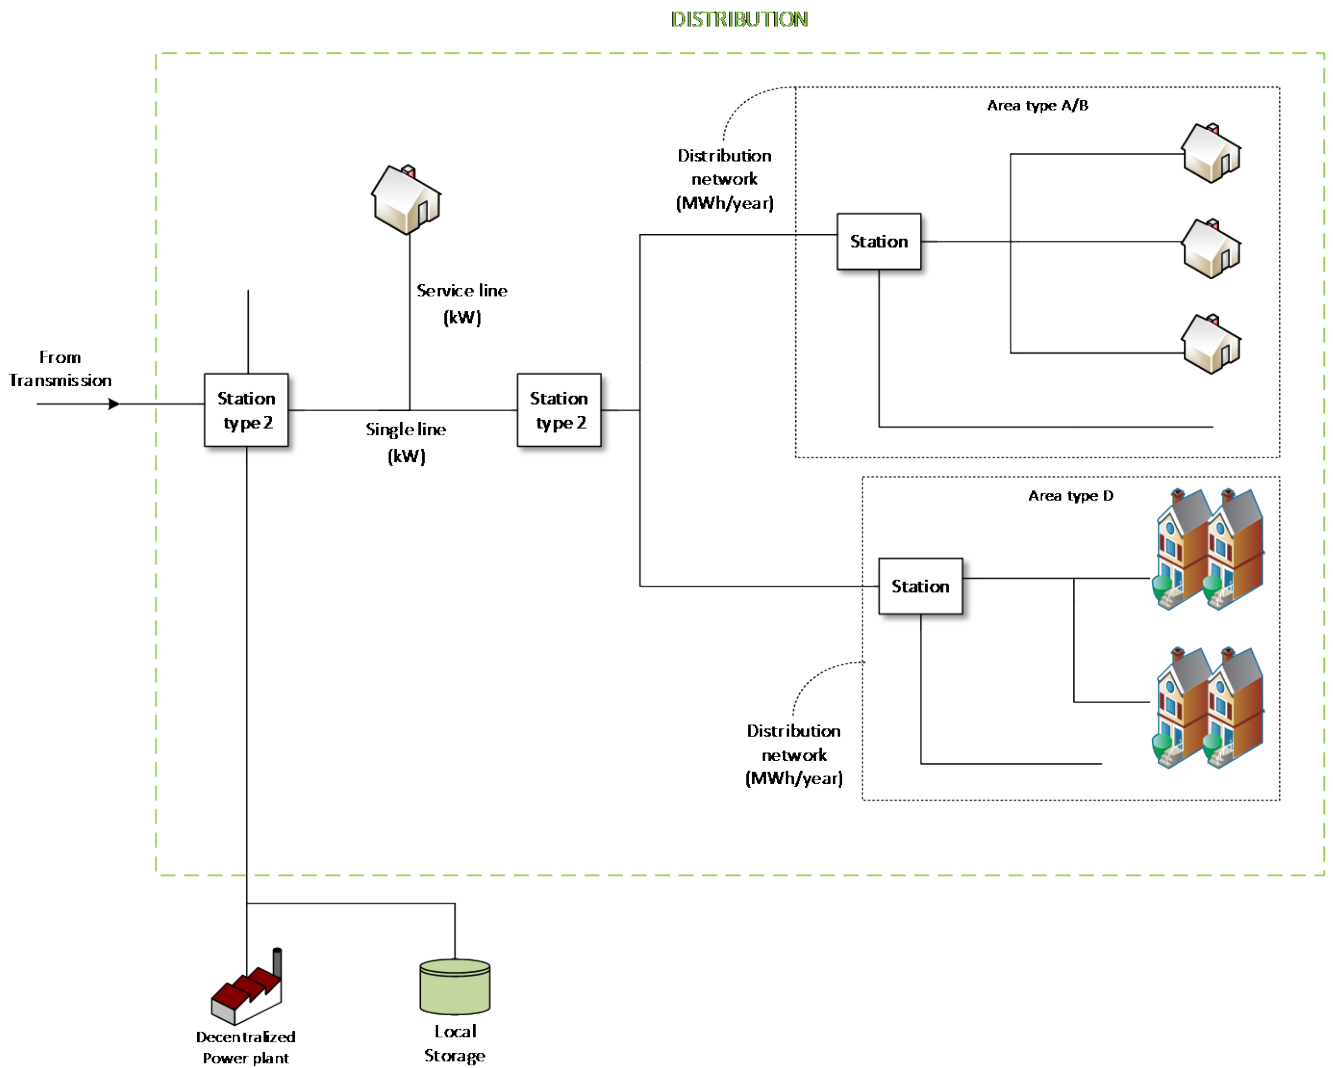 DISTRIBUTION
Area type A/B
Distribution
network
(MWh/year)
Station
Service line
(kW)
From
Transmission
Station
type 2
Single line
(kW)
Station
type 2
Area type D
Station
Distribution
network
(MWh/year)
Decentralized
Power plant
Local
Storage